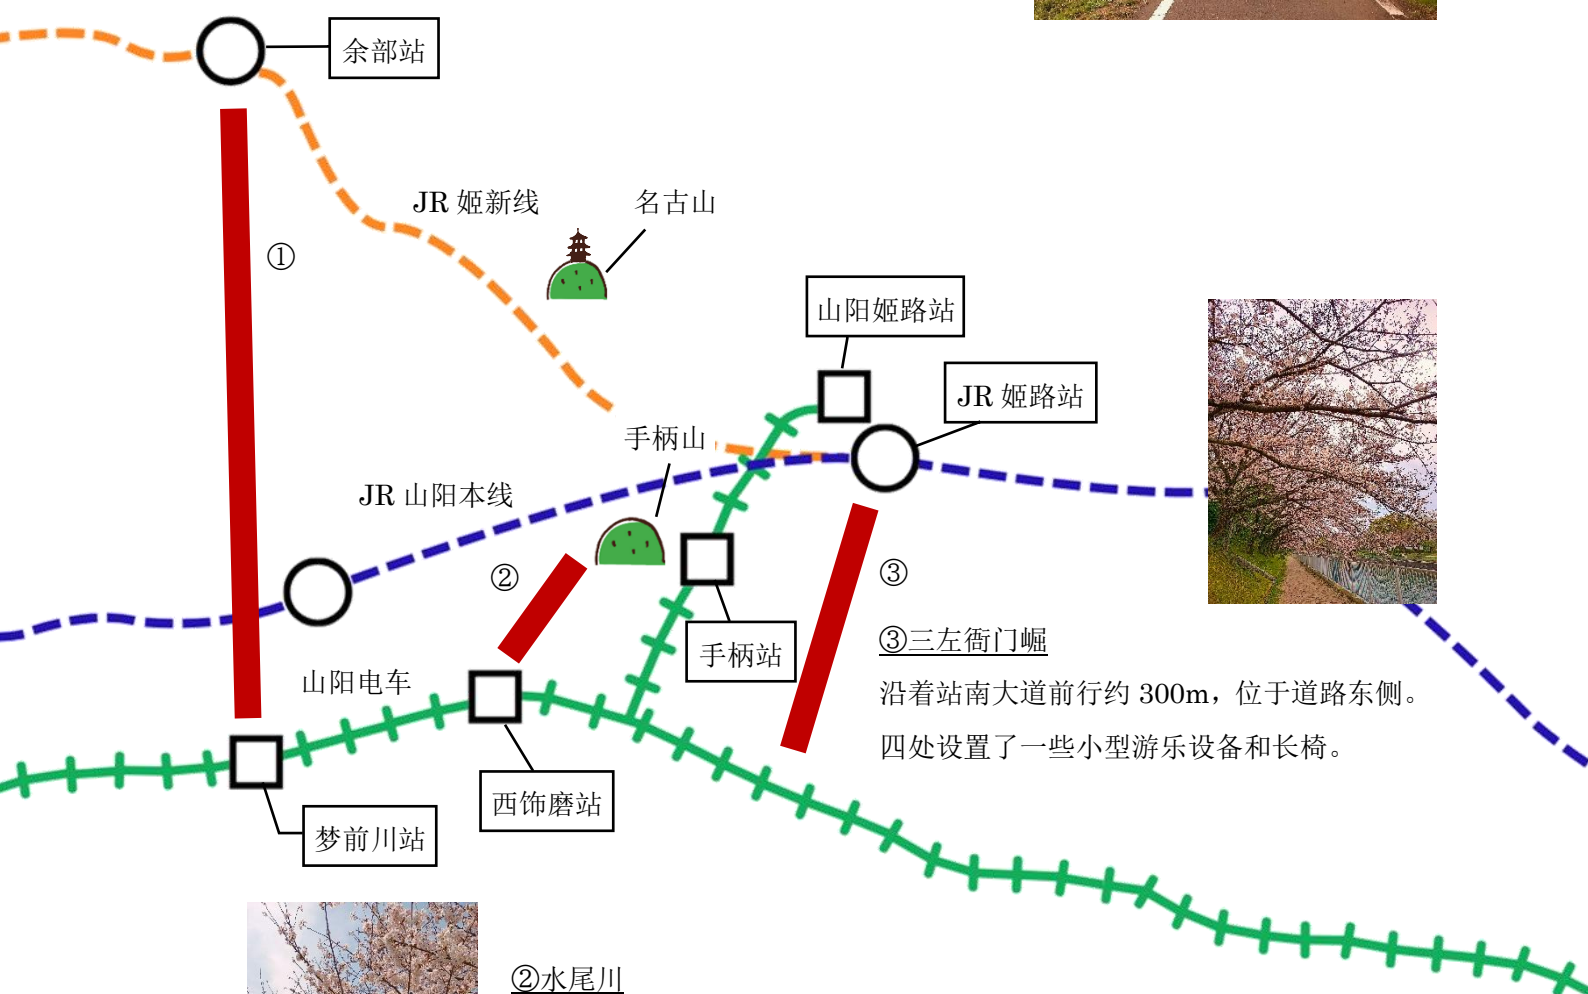 余部站
JR 姬新线
名古山
①
山阳姬路站
JR 姬路站
手柄山
JR 山阳本线
②
③
③三左衙门崛
手柄站
山阳电车
沿着站南大道前行约 300m，位于道路东侧。
四处设置了一些小型游乐设备和长椅。
西饰磨站
梦前川站
②水尾川